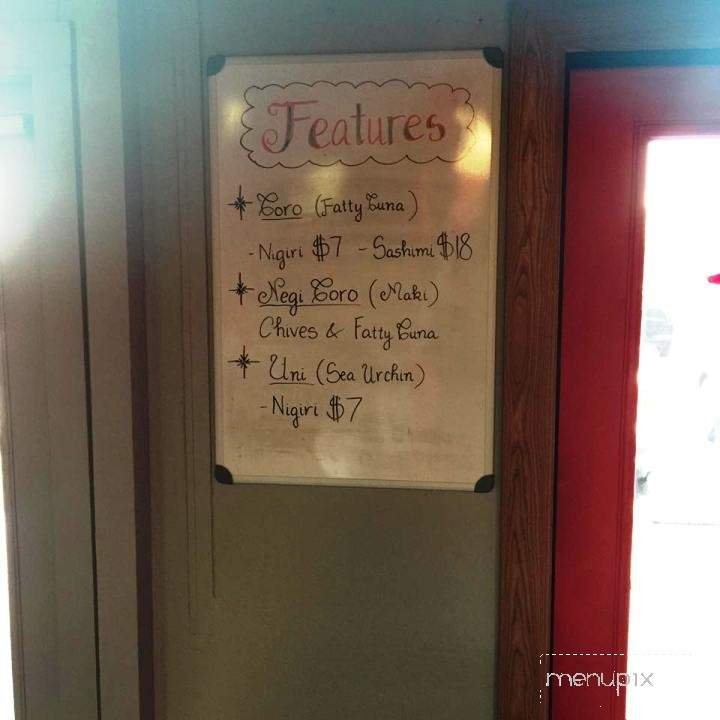 Features
Toro (Fatty Tuna)
- Nigiri $7 - Sashimi $18
Negi Toro (Maki)
Chives & Fatty Tuna
Uni (Sea Urchin)
- Nigiri $7
menupix